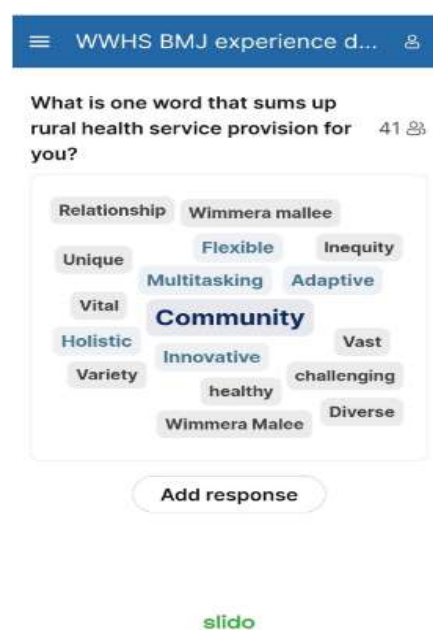 WWHS BMJ experience d...
What is one word that sums up
rural health service provision for
you?
41
Relationship
Wimmera mallee
Flexible
Inequity
Unique
Multitasking
Adaptive
Vital
Community
Holistic
Vast
Innovative
Variety
challenging
healthy
Diverse
Wimmera Malee
Add response
slido